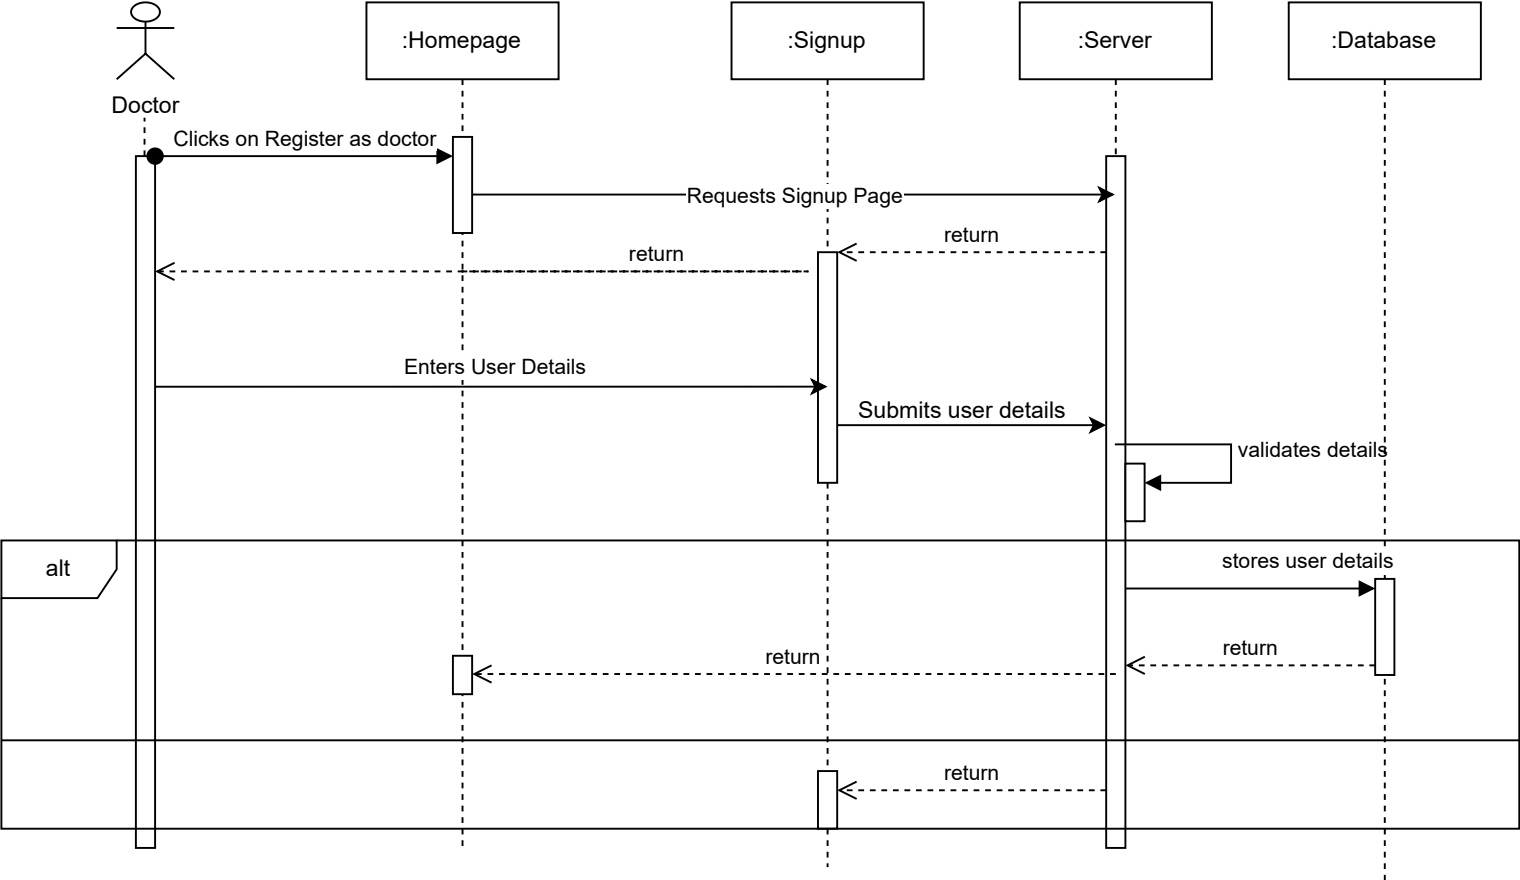 :Homepage
:Signup
:Server
:Database
Doctor
Clicks on Register as doctor
Requests Signup Page
return
return
Enters User Details
Submits user details
validates details
alt
stores user details
return
return
return